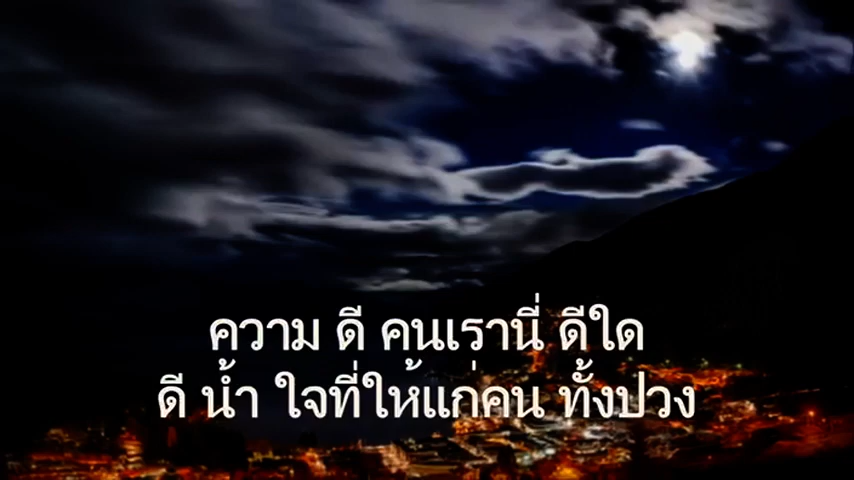 ความ ดี คนเรานี่ ดีใด
ดี น้ำ ใจที่ให้แก่คน ทั้งปวง